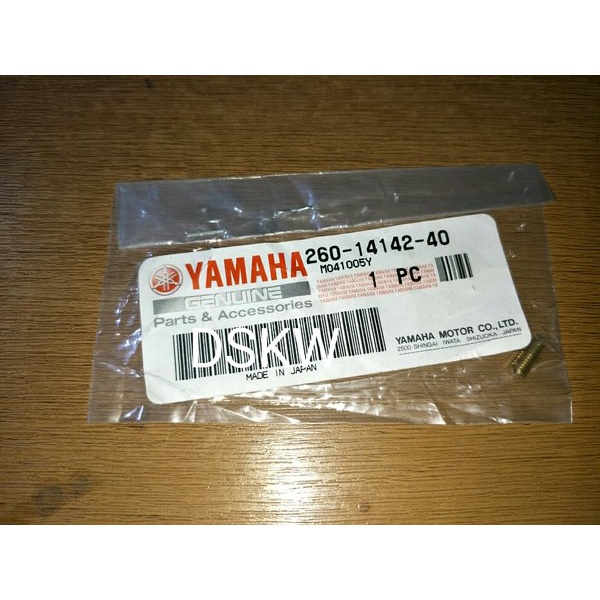 260-14142-40
YAMAHA
M041005Y
1 PC
GENUINE
Parts & Accessories
DSKW
MADE IN JAPAN
YAMAHA MOTOR CO.,LTD.
2500 SHINGAI IWATA SHIZUOKA JAPAN